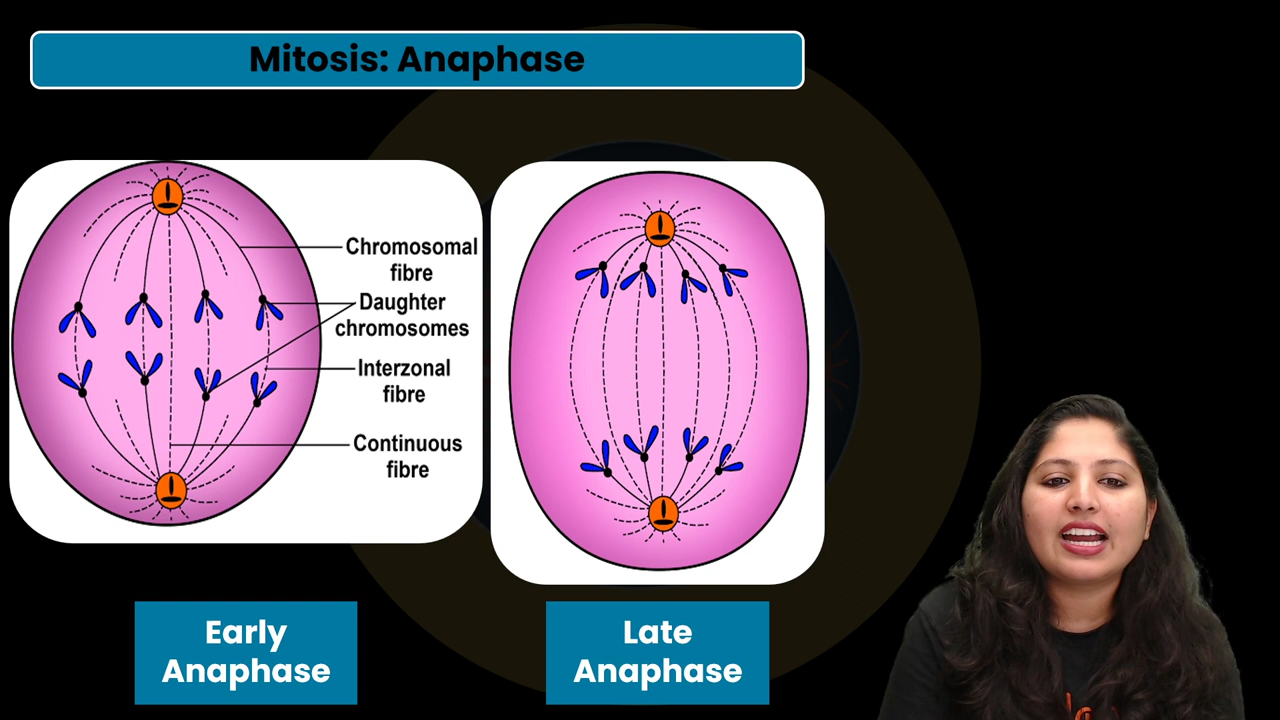 Mitosis: Anaphase
Chromosomal
fibre
Daughter
chromosomes
Interzonal
fibre
Continuous
fibre
Early
Anaphase
Late
Anaphase